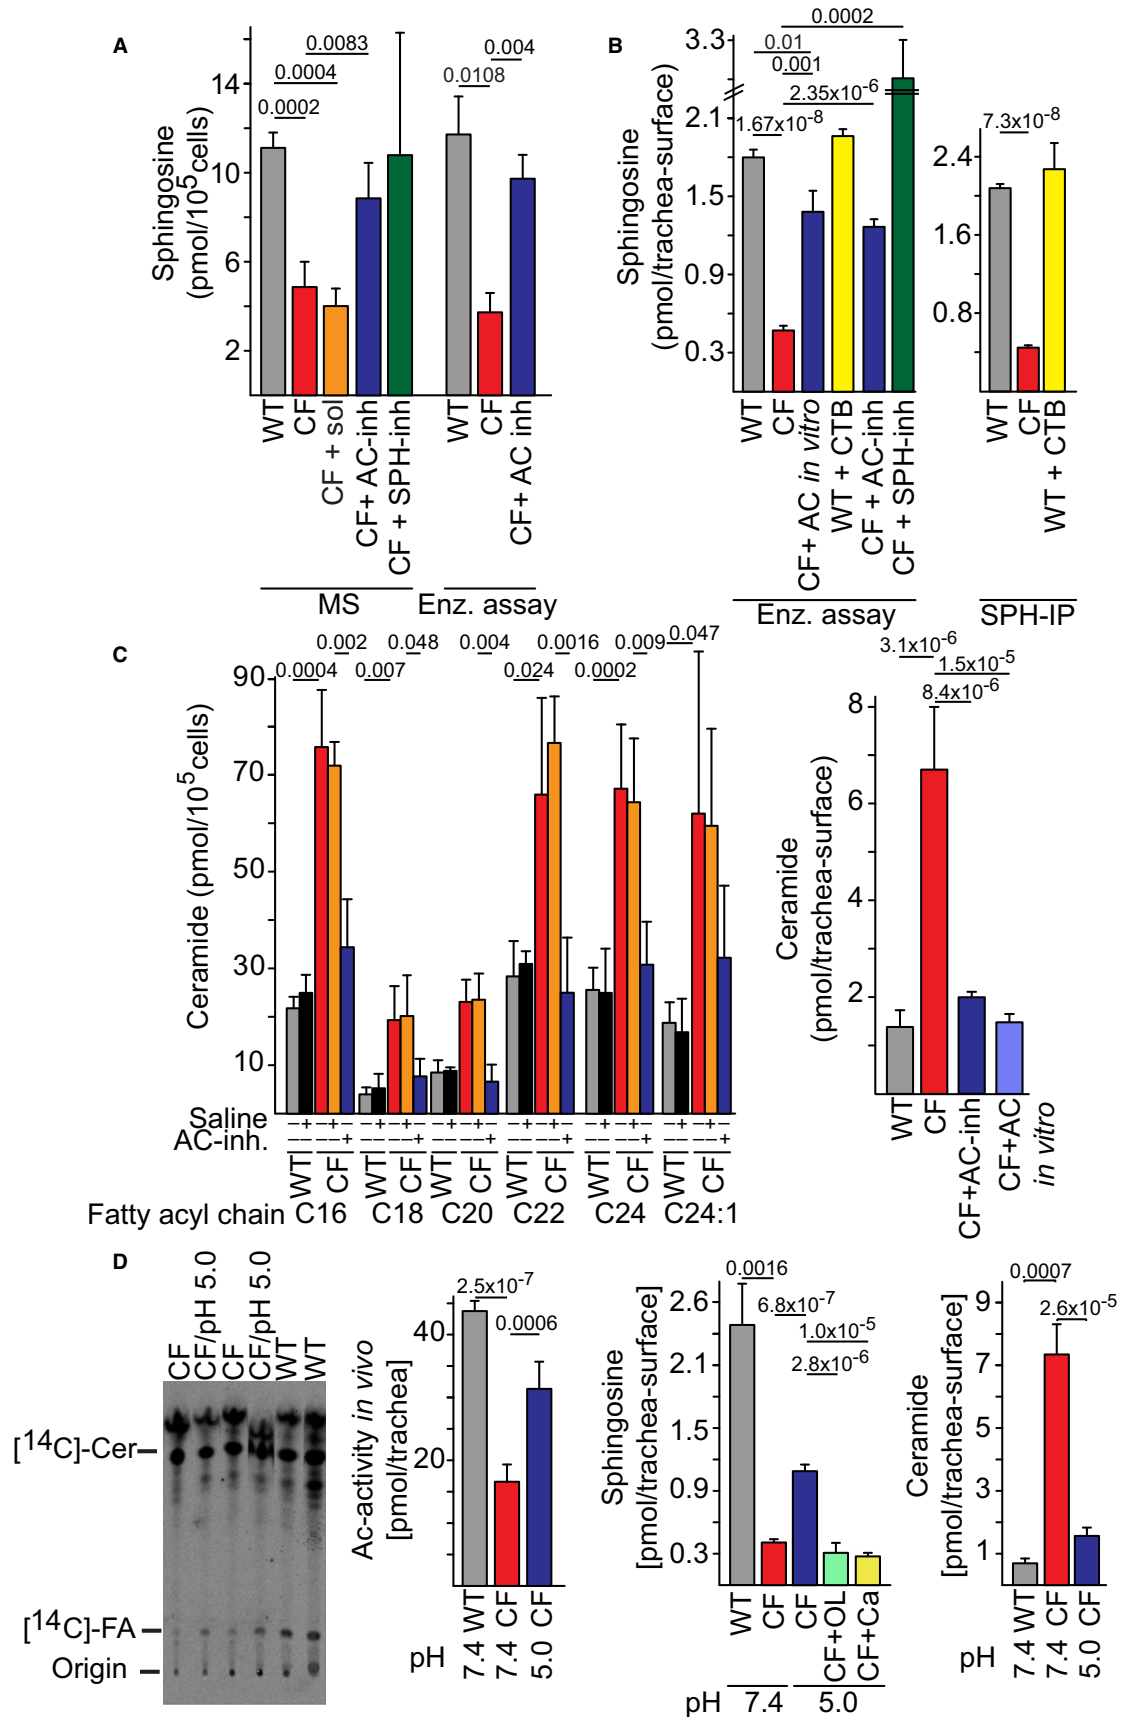 A
Sphingosine
(pmol/10⁵cells)
14
10
6
2
0.0083
0.0004
0.0002
0.004
0.0108
WT
CF
CF + sol
CF+ AC-inh
CF + SPH-inh
WT
CF
CF+ AC inh
MS
Enz. assay
B
Sphingosine
(pmol/trachea-surface)
3.3
2.1
1.5
0.9
0.3
0.0002
0.01
0.001
2.35x10⁻⁶
1.67x10⁻⁸
WT
CF
CF+ AC in vitro
WT + CTB
CF + AC-inh
CF + SPH-inh
Enz. assay
2.4
1.6
0.8
7.3x10⁻⁸
WT
CF
WT + CTB
SPH-IP
C
Ceramide (pmol/10⁵cells)
90
70
50
30
10
0.0004
0.002
0.007
0.048
0.004
0.024
0.0016
0.0002
0.009
0.047
Saline – + – + – – + – + – – + – + – – + – + – – + – + – – + – + –
AC-inh. – – – – + – – – – + – – – – + – – – – + – – – – + – – – – +
WT CF WT CF WT CF WT CF WT CF WT CF
Fatty acyl chain C16 C18 C20 C22 C24 C24:1
Ceramide
(pmol/trachea-surface)
8
6
4
2
3.1x10⁻⁶
1.5x10⁻⁵
8.4x10⁻⁶
WT
CF
CF+AC-inh
CF+AC
in vitro
D
CF
CF/pH 5.0
CF
CF/pH 5.0
WT
WT
[¹⁴C]-Cer
[¹⁴C]-FA
Origin
Ac-activity in vivo
[pmol/trachea]
40
20
2.5x10⁻⁷
0.0006
pH
7.4 WT
7.4 CF
5.0 CF
Sphingosine
[pmol/trachea-surface]
2.6
2.1
1.5
0.9
0.3
0.0016
6.8x10⁻⁷
1.0x10⁻⁵
2.8x10⁻⁶
WT
CF
CF
CF+OL
CF+Ca
pH 7.4 5.0
Ceramide
[pmol/trachea-surface]
9
7
5
3
1
0.0007
2.6x10⁻⁵
pH
7.4 WT
7.4 CF
5.0 CF